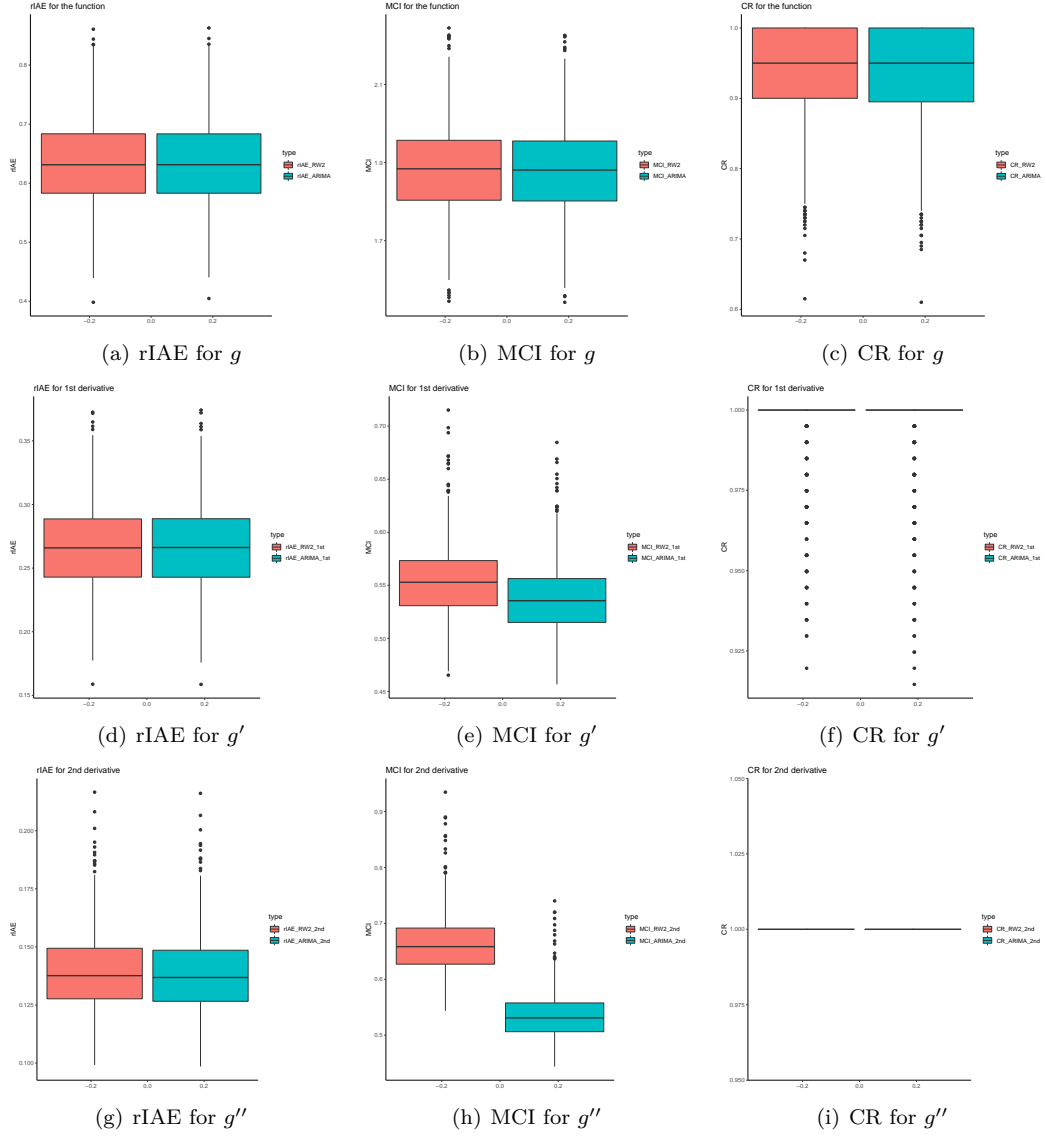 rIAE for the function
rIAE
0.8
0.7
0.6
0.5
0.4
−0.2 0.0 0.2
type
rIAE_RW2
rIAE_ARIMA
(a) rIAE for g
MCI for the function
MCI
2.1
1.9
1.7
−0.2 0.0 0.2
type
MCI_RW2
MCI_ARIMA
(b) MCI for g
CR for the function
CR
1.0
0.9
0.8
0.7
0.6
−0.2 0.0 0.2
type
CR_RW2
CR_ARIMA
(c) CR for g
rIAE for 1st derivative
rIAE
0.35
0.30
0.25
0.20
0.15
−0.2 0.0 0.2
type
rIAE_RW2_1st
rIAE_ARIMA_1st
(d) rIAE for g′
MCI for 1st derivative
MCI
0.70
0.65
0.60
0.55
0.50
0.45
−0.2 0.0 0.2
type
MCI_RW2_1st
MCI_ARIMA_1st
(e) MCI for g′
CR for 1st derivative
CR
1.000
0.975
0.950
0.925
−0.2 0.0 0.2
type
CR_RW2_1st
CR_ARIMA_1st
(f) CR for g′
rIAE for 2nd derivative
rIAE
0.200
0.175
0.150
0.125
0.100
−0.2 0.0 0.2
type
rIAE_RW2_2nd
rIAE_ARIMA_2nd
(g) rIAE for g′′
MCI for 2nd derivative
MCI
0.9
0.8
0.7
0.6
0.5
−0.2 0.0 0.2
type
MCI_RW2_2nd
MCI_ARIMA_2nd
(h) MCI for g′′
CR for 2nd derivative
CR
1.050
1.025
1.000
0.975
0.950
−0.2 0.0 0.2
type
CR_RW2_2nd
CR_ARIMA_2nd
(i) CR for g′′